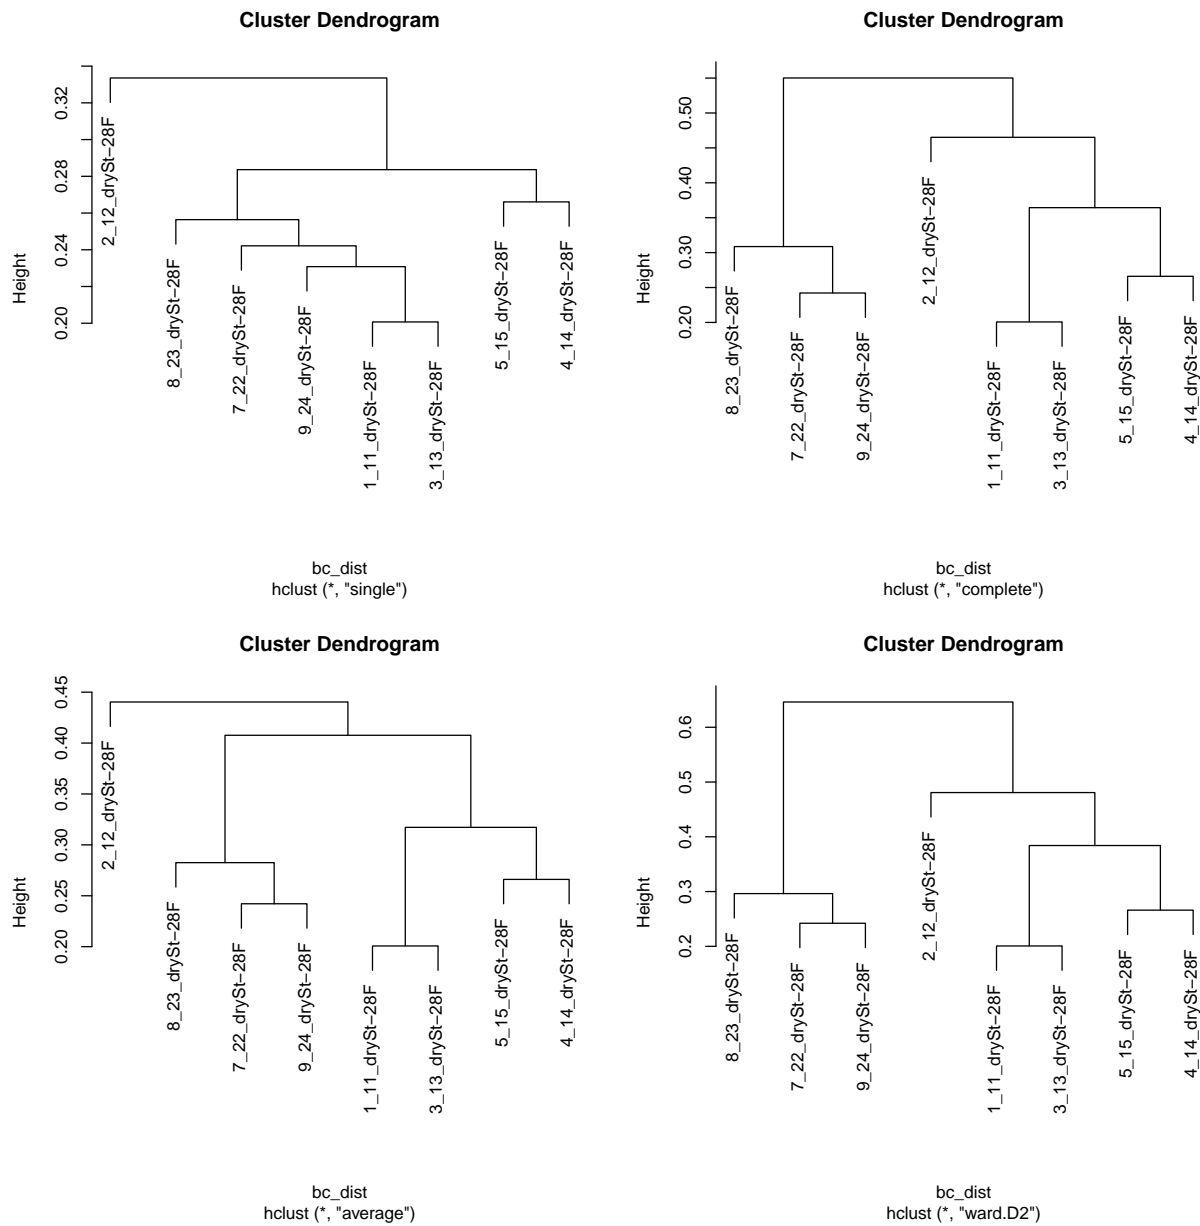 Cluster Dendrogram
Height
0.20
0.24
0.28
0.32
2_12_drySt−28F
8_23_drySt−28F
7_22_drySt−28F
9_24_drySt−28F
1_11_drySt−28F
3_13_drySt−28F
5_15_drySt−28F
4_14_drySt−28F
bc_dist
hclust (*, "single")
Cluster Dendrogram
Height
0.20
0.30
0.40
0.50
8_23_drySt−28F
7_22_drySt−28F
9_24_drySt−28F
2_12_drySt−28F
1_11_drySt−28F
3_13_drySt−28F
5_15_drySt−28F
4_14_drySt−28F
bc_dist
hclust (*, "complete")
Cluster Dendrogram
Height
0.20
0.25
0.30
0.35
0.40
0.45
2_12_drySt−28F
8_23_drySt−28F
7_22_drySt−28F
9_24_drySt−28F
1_11_drySt−28F
3_13_drySt−28F
5_15_drySt−28F
4_14_drySt−28F
bc_dist
hclust (*, "average")
Cluster Dendrogram
Height
0.2
0.3
0.4
0.5
0.6
8_23_drySt−28F
7_22_drySt−28F
9_24_drySt−28F
2_12_drySt−28F
1_11_drySt−28F
3_13_drySt−28F
5_15_drySt−28F
4_14_drySt−28F
bc_dist
hclust (*, "ward.D2")